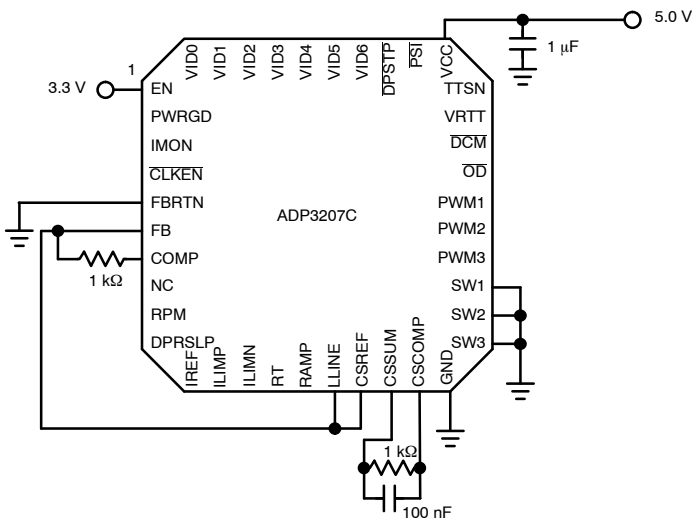 5.0 V
1 μF
3.3 V
1
VID0
VID1
VID2
VID3
VID4
VID5
VID6
DPSTP
PSI
VCC
EN
PWRGD
IMON
CLKEN
FBRTN
FB
COMP
NC
RPM
DPRSLP
1 kΩ
ADP3207C
TTSN
VRTT
DCM
OD
PWM1
PWM2
PWM3
SW1
SW2
SW3
IREF
ILIMP
ILIMN
RT
RAMP
LLINE
CSREF
CSSUM
CSCOMP
GND
1 kΩ
100 nF